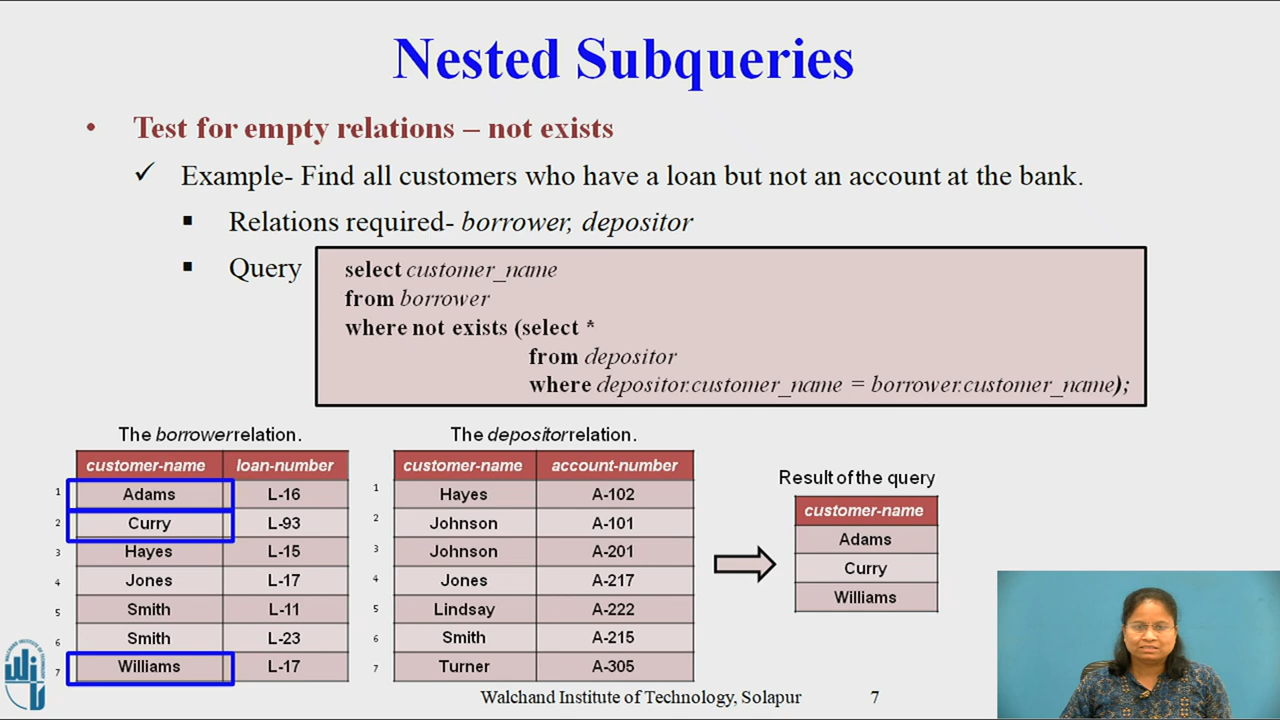 Nested Subqueries
• Test for empty relations – not exists
✓ Example- Find all customers who have a loan but not an account at the bank.
▪ Relations required- borrower, depositor
▪ Query
select customer_name
from borrower
where not exists (select *
from depositor
where depositor.customer_name = borrower.customer_name);
The borrower relation.
customer-name loan-number
1 Adams L-16
2 Curry L-93
3 Hayes L-15
4 Jones L-17
5 Smith L-11
6 Smith L-23
7 Williams L-17
The depositor relation.
customer-name account-number
1 Hayes A-102
2 Johnson A-101
3 Johnson A-201
4 Jones A-217
5 Lindsay A-222
6 Smith A-215
7 Turner A-305
Result of the query
customer-name
Adams
Curry
Williams
Walchand Institute of Technology, Solapur 7